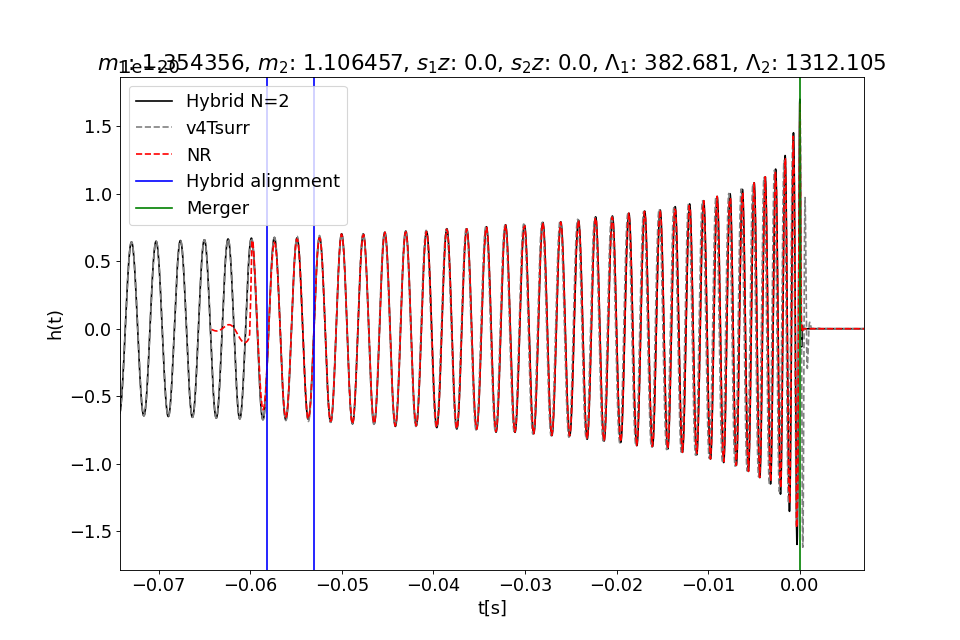 m₁: 1.354356, m₂: 1.106457, s₁z: 0.0, s₂z: 0.0, Λ₁: 382.681, Λ₂: 1312.105
1e−20
Hybrid N=2
v4Tsurr
NR
Hybrid alignment
Merger
1.5
1.0
0.5
0.0
−0.5
−1.0
−1.5
h(t)
−0.07 −0.06 −0.05 −0.04 −0.03 −0.02 −0.01 0.00
t[s]